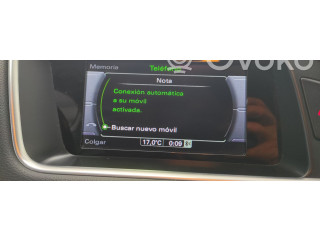 Memoria Teléfono
Nota
Conexión automática
a su móvil
activada.
Buscar nuevo móvil
Colgar 17,0°C 0:09